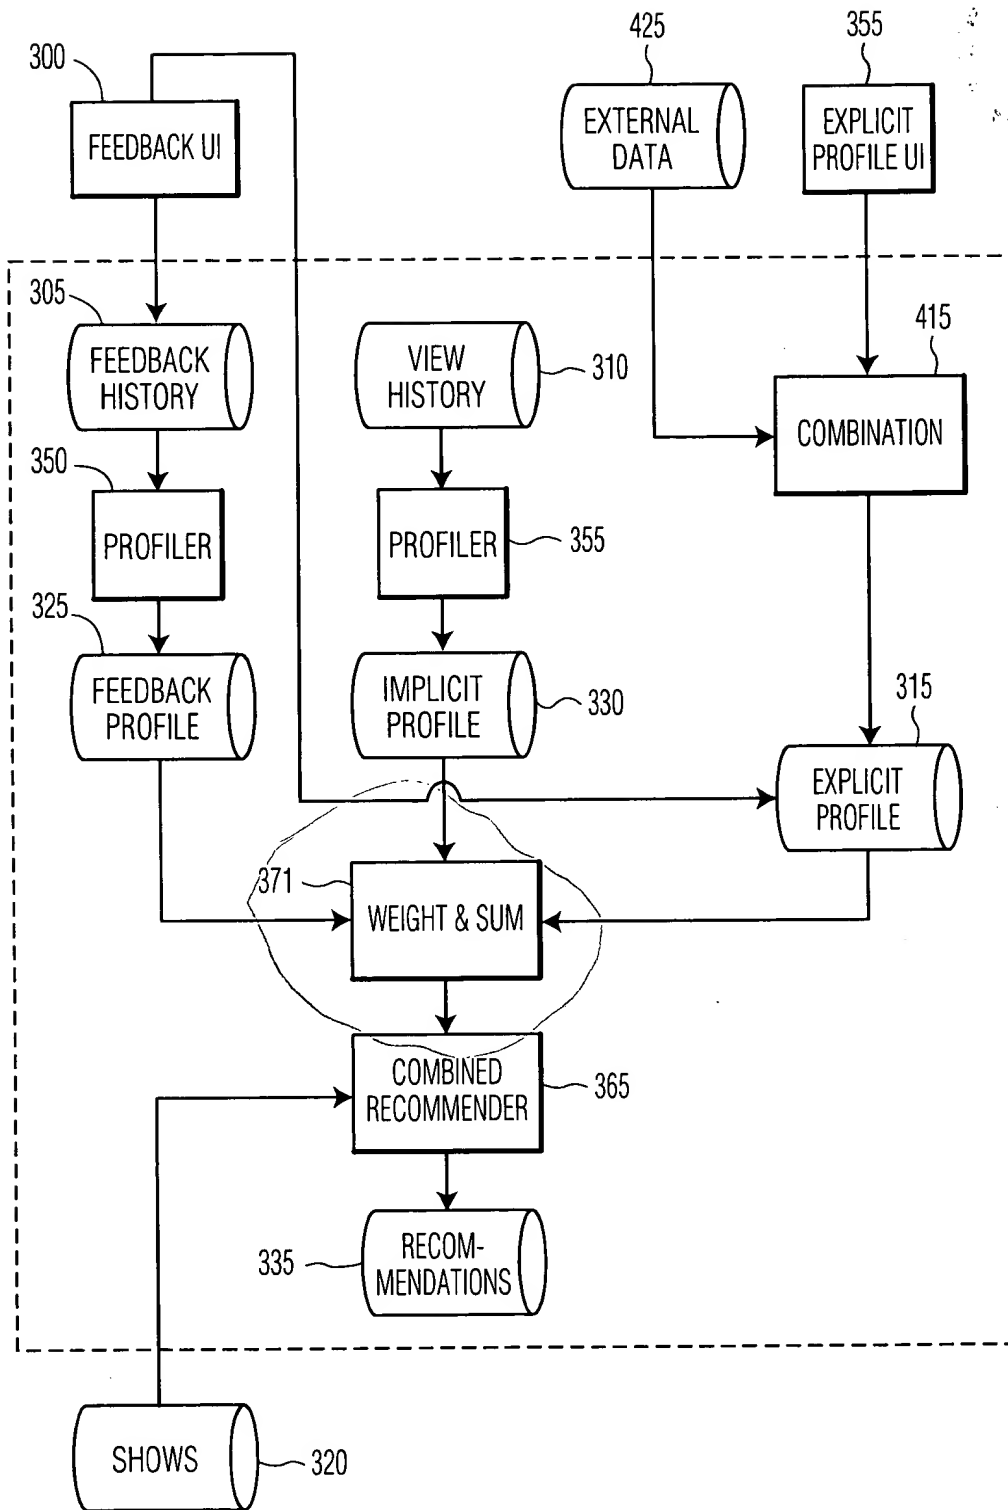 425
355
300
EXTERNAL
DATA
EXPLICIT
PROFILE UI
FEEDBACK UI
305
415
FEEDBACK
HISTORY
VIEW
HISTORY
310
COMBINATION
350
PROFILER
PROFILER
355
325
FEEDBACK
PROFILE
IMPLICIT
PROFILE
330
315
EXPLICIT
PROFILE
371
WEIGHT & SUM
COMBINED
RECOMMENDER
365
335
RECOM-
MENDATIONS
SHOWS
320